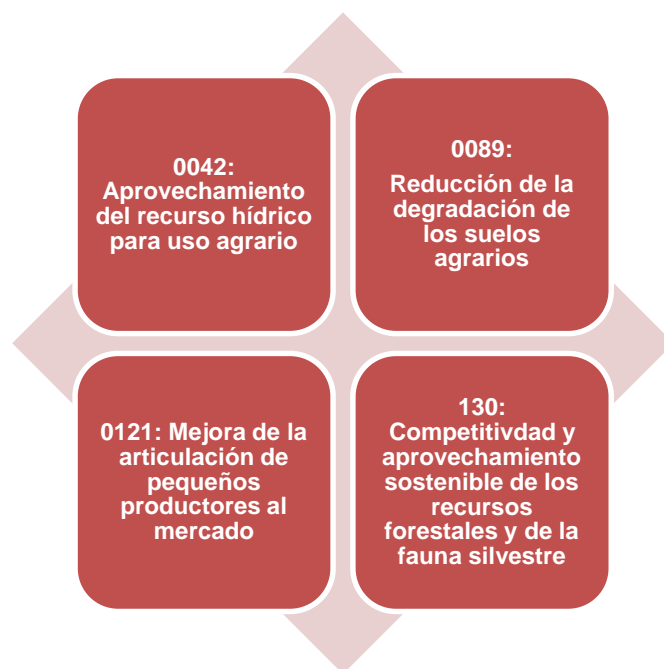 0042:
Aprovechamiento
del recurso hídrico
para uso agrario
0089:
Reducción de la
degradación de
los suelos
agrarios
0121: Mejora de la
articulación de
pequeños
productores al
mercado
130:
Competitivdad y
aprovechamiento
sostenible de los
recursos
forestales y de la
fauna silvestre